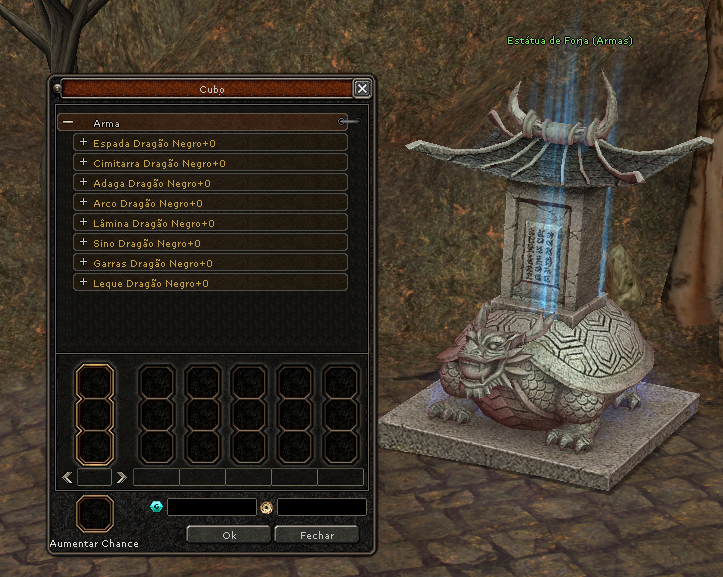 Estátua de Forja (Armas)
Cubo
Arma
Espada Dragão Negro+0
Cimitarra Dragão Negro+0
Adaga Dragão Negro+0
Arco Dragão Negro+0
Lâmina Dragão Negro+0
Sino Dragão Negro+0
Garras Dragão Negro+0
Leque Dragão Negro+0
Aumentar Chance
Ok
Fechar